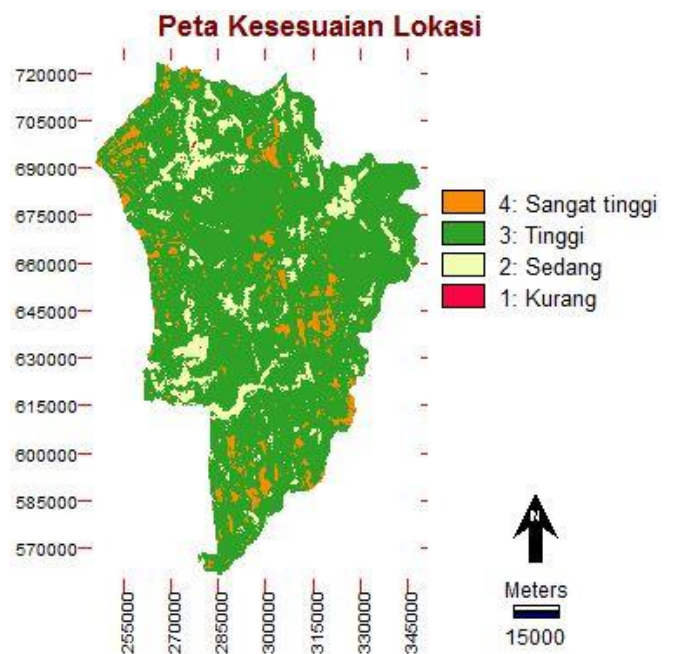 Peta Kesesuaian Lokasi
720000
705000
690000
675000
660000
645000
630000
615000
600000
585000
570000
255000
270000
285000
300000
315000
330000
345000
4: Sangat tinggi
3: Tinggi
2: Sedang
1: Kurang
N
Meters
15000